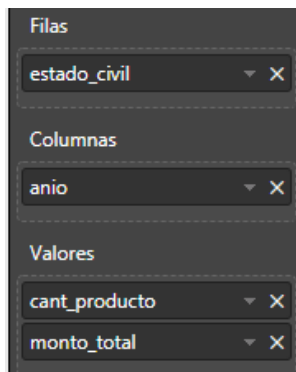 Filas
estado_civil
Columnas
anio
Valores
cant_producto
monto_total